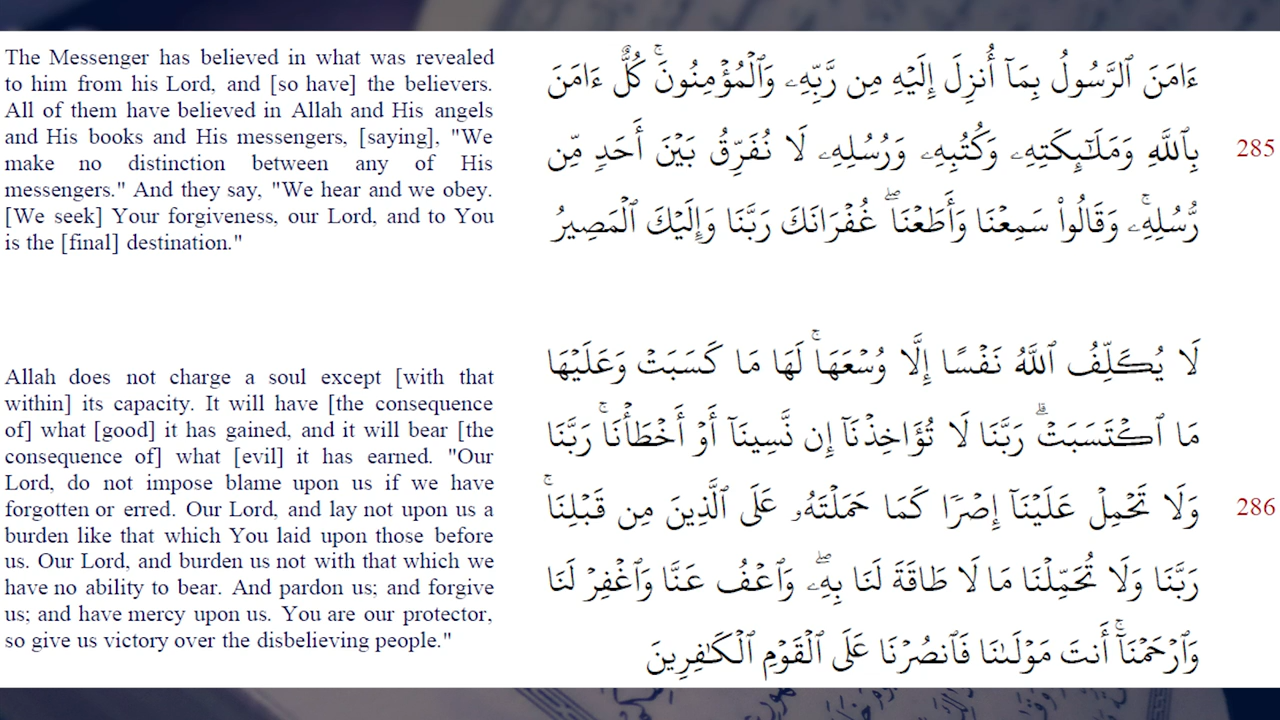 The Messenger has believed in what was revealed
to him from his Lord, and [so have] the believers.
All of them have believed in Allah and His angels
and His books and His messengers, [saying], "We
make no distinction between any of His
messengers." And they say, "We hear and we obey.
[We seek] Your forgiveness, our Lord, and to You
is the [final] destination."
ءَامَنَ ٱلرَّسُولُ بِمَآ أُنزِلَ إِلَيْهِ مِن رَّبِّهِۦ وَٱلْمُؤْمِنُونَ ۚ كُلٌّ ءَامَنَ
بِٱللَّهِ وَمَلَـٰٓئِكَتِهِۦ وَكُتُبِهِۦ وَرُسُلِهِۦ لَا نُفَرِّقُ بَيْنَ أَحَدٍ مِّن
رُّسُلِهِۦ ۚ وَقَالُوا۟ سَمِعْنَا وَأَطَعْنَا ۖ غُفْرَانَكَ رَبَّنَا وَإِلَيْكَ ٱلْمَصِيرُ
285
Allah does not charge a soul except [with that
within] its capacity. It will have [the consequence
of] what [good] it has gained, and it will bear [the
consequence of] what [evil] it has earned. "Our
Lord, do not impose blame upon us if we have
forgotten or erred. Our Lord, and lay not upon us a
burden like that which You laid upon those before
us. Our Lord, and burden us not with that which we
have no ability to bear. And pardon us; and forgive
us; and have mercy upon us. You are our protector,
so give us victory over the disbelieving people."
لَا يُكَلِّفُ ٱللَّهُ نَفْسًا إِلَّا وُسْعَهَا ۚ لَهَا مَا كَسَبَتْ وَعَلَيْهَا
مَا ٱكْتَسَبَتْ ۗ رَبَّنَا لَا تُؤَاخِذْنَآ إِن نَّسِينَآ أَوْ أَخْطَأْنَا ۚ رَبَّنَا
وَلَا تَحْمِلْ عَلَيْنَآ إِصْرًا كَمَا حَمَلْتَهُۥ عَلَى ٱلَّذِينَ مِن قَبْلِنَا ۚ
رَبَّنَا وَلَا تُحَمِّلْنَا مَا لَا طَاقَةَ لَنَا بِهِۦ ۖ وَٱعْفُ عَنَّا وَٱغْفِرْ لَنَا
وَٱرْحَمْنَآ ۚ أَنتَ مَوْلَىٰنَا فَٱنصُرْنَا عَلَى ٱلْقَوْمِ ٱلْكَـٰفِرِينَ
286